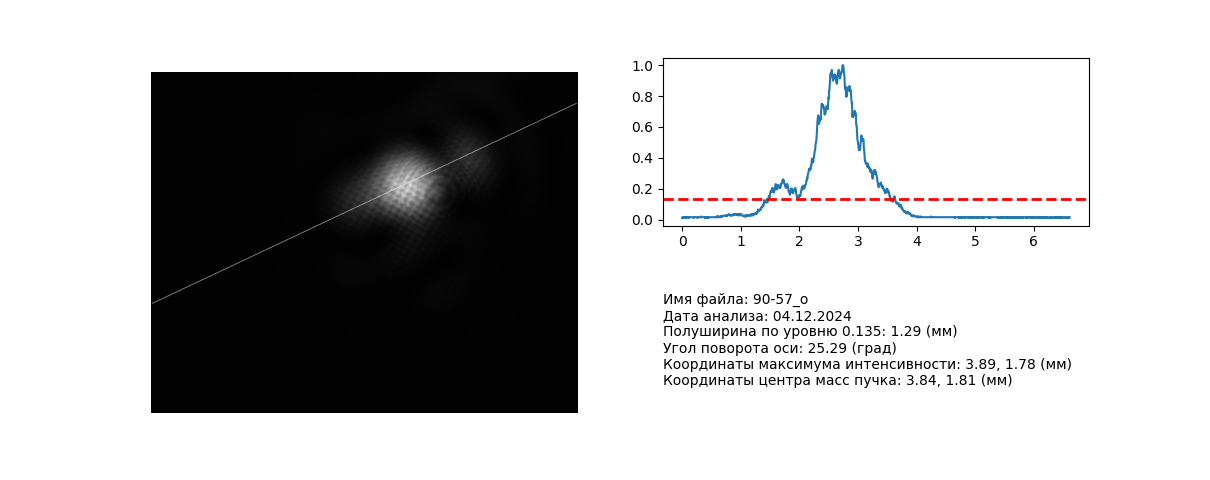 1.0
0.8
0.6
0.4
0.2
0.0
0 1 2 3 4 5 6
Имя файла: 90-57_o
Дата анализа: 04.12.2024
Полуширина по уровню 0.135: 1.29 (мм)
Угол поворота оси: 25.29 (град)
Координаты максимума интенсивности: 3.89, 1.78 (мм)
Координаты центра масс пучка: 3.84, 1.81 (мм)